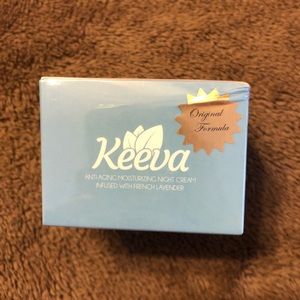 Original
Formula
Keeva
ANTI-AGING MOISTURIZING NIGHT CREAM
INFUSED WITH FRENCH LAVENDER